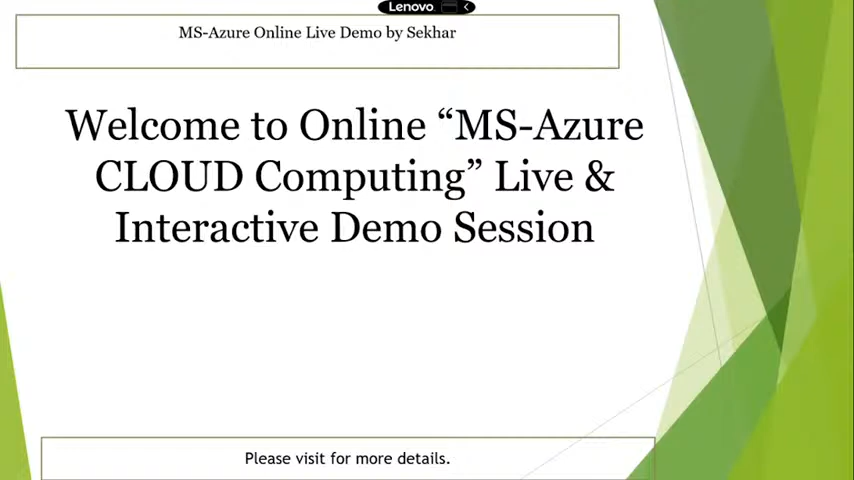 Lenovo.
MS-Azure Online Live Demo by Sekhar
Welcome to Online “MS-Azure
CLOUD Computing” Live &
Interactive Demo Session
Please visit for more details.